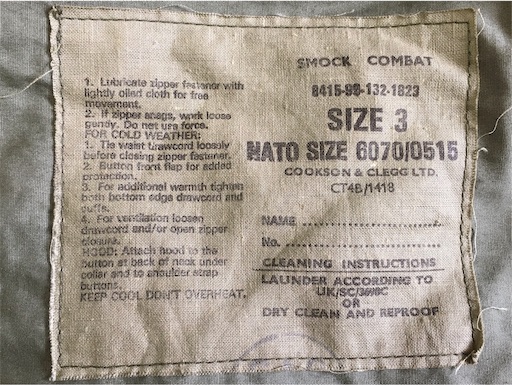 1. Lubricate zipper fastener with
lightly oiled cloth for free
movement.
2. If zipper snags, work loose
gently. Do not use force.
FOR COLD WEATHER:
1. Tie waist drawcord loosely
before closing zipper fastener.
2. Button front flap for added
protection.
3. For additional warmth tighten
both bottom edge drawcord and
cuffs.
4. For ventilation loosen
drawcord and/or open zipper
closure.
HOOD: Attach hood to the
button at back of neck under
collar and to shoulder strap
buttons.
KEEP COOL DON'T OVERHEAT.
SMOCK COMBAT
8415-99-132-1823
SIZE 3
NATO SIZE 6070/0515
COOKSON & CLEGG LTD.
CT4B/1418
NAME
No.
CLEANING INSTRUCTIONS
LAUNDER ACCORDING TO
OR
DRY CLEAN AND REPROOF